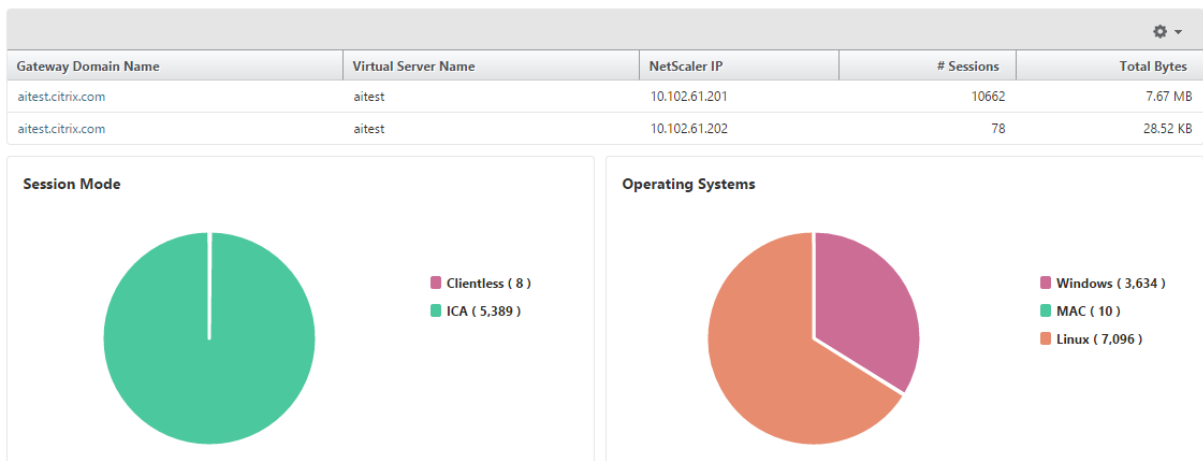 Gateway Domain Name Virtual Server Name NetScaler IP # Sessions Total Bytes
aitest.citrix.com aitest 10.102.61.201 10662 7.67 MB
aitest.citrix.com aitest 10.102.61.202 78 28.52 KB
Session Mode
Clientless ( 8 )
ICA ( 5,389 )
Operating Systems
Windows ( 3,634 )
MAC ( 10 )
Linux ( 7,096 )